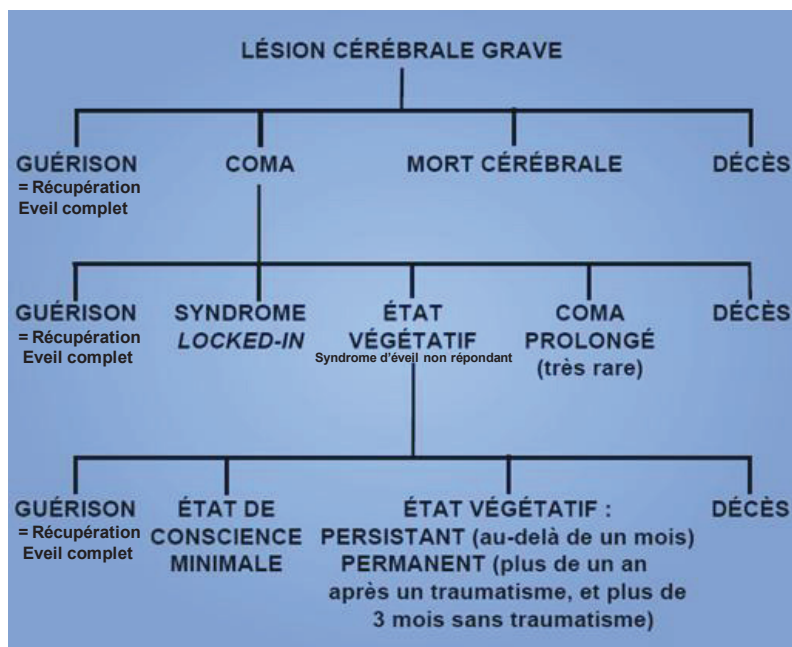 LÉSION CÉRÉBRALE GRAVE
GUÉRISON
= Récupération
Eveil complet
COMA
MORT CÉRÉBRALE
DÉCÈS
GUÉRISON
= Récupération
Eveil complet
SYNDROME
LOCKED-IN
ÉTAT
VÉGÉTATIF
Syndrome d'éveil non répondant
COMA
PROLONGÉ
(très rare)
DÉCÈS
GUÉRISON
= Récupération
Eveil complet
ÉTAT DE
CONSCIENCE
MINIMALE
ÉTAT VÉGÉTATIF :
PERSISTANT (au-delà de un mois)
PERMANENT (plus de un an
après un traumatisme, et plus de
3 mois sans traumatisme)
DÉCÈS